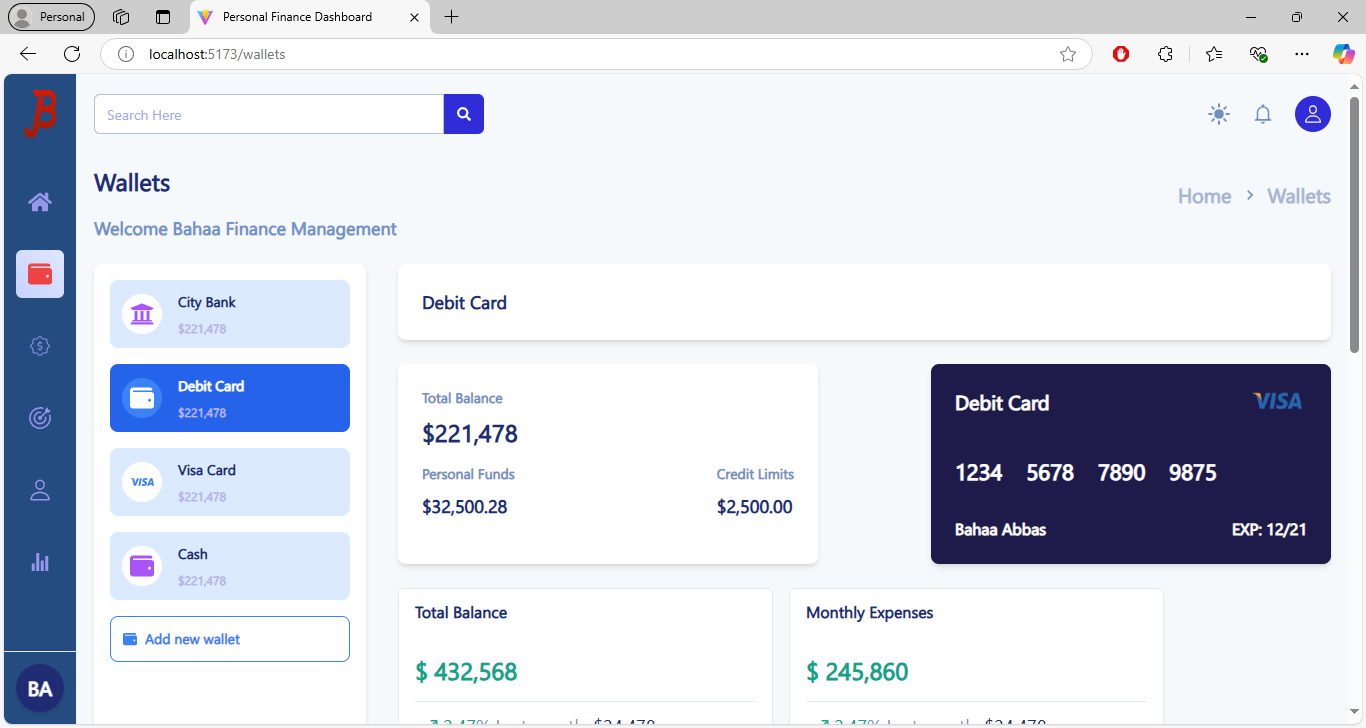 Personal
Personal Finance Dashboard
localhost:5173/wallets
Search Here
Wallets
Home > Wallets
Welcome Bahaa Finance Management
City Bank
$221,478
Debit Card
$221,478
Visa Card
$221,478
VISA
Cash
$221,478
Add new wallet
BA
Debit Card
Total Balance
$221,478
Personal Funds
Credit Limits
$32,500.28
$2,500.00
Debit Card
VISA
1234 5678 7890 9875
Bahaa Abbas
EXP: 12/21
Total Balance
$ 432,568
Monthly Expenses
$ 245,860